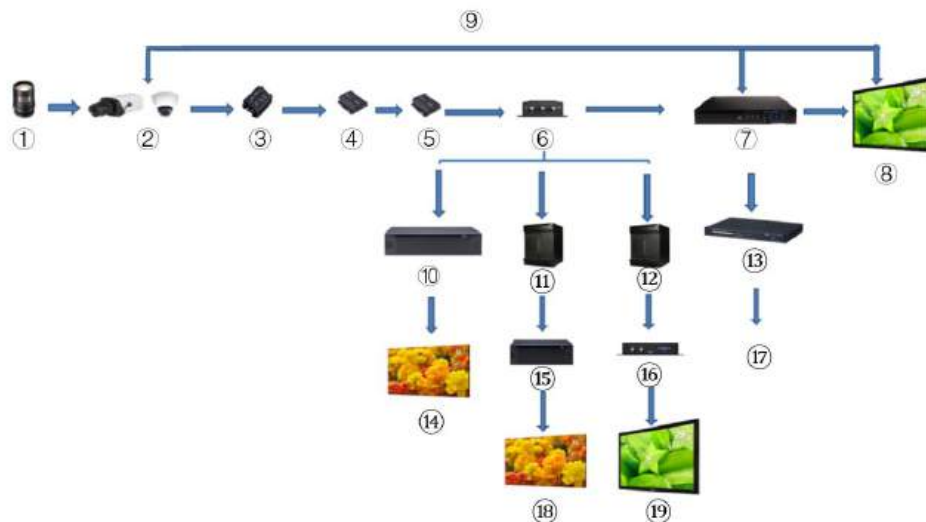 ⑨
① ② ③ ④ ⑤ ⑥ ⑦ ⑧
⑩ ⑪ ⑫ ⑬
⑭ ⑮ ⑯ ⑰
⑱ ⑲